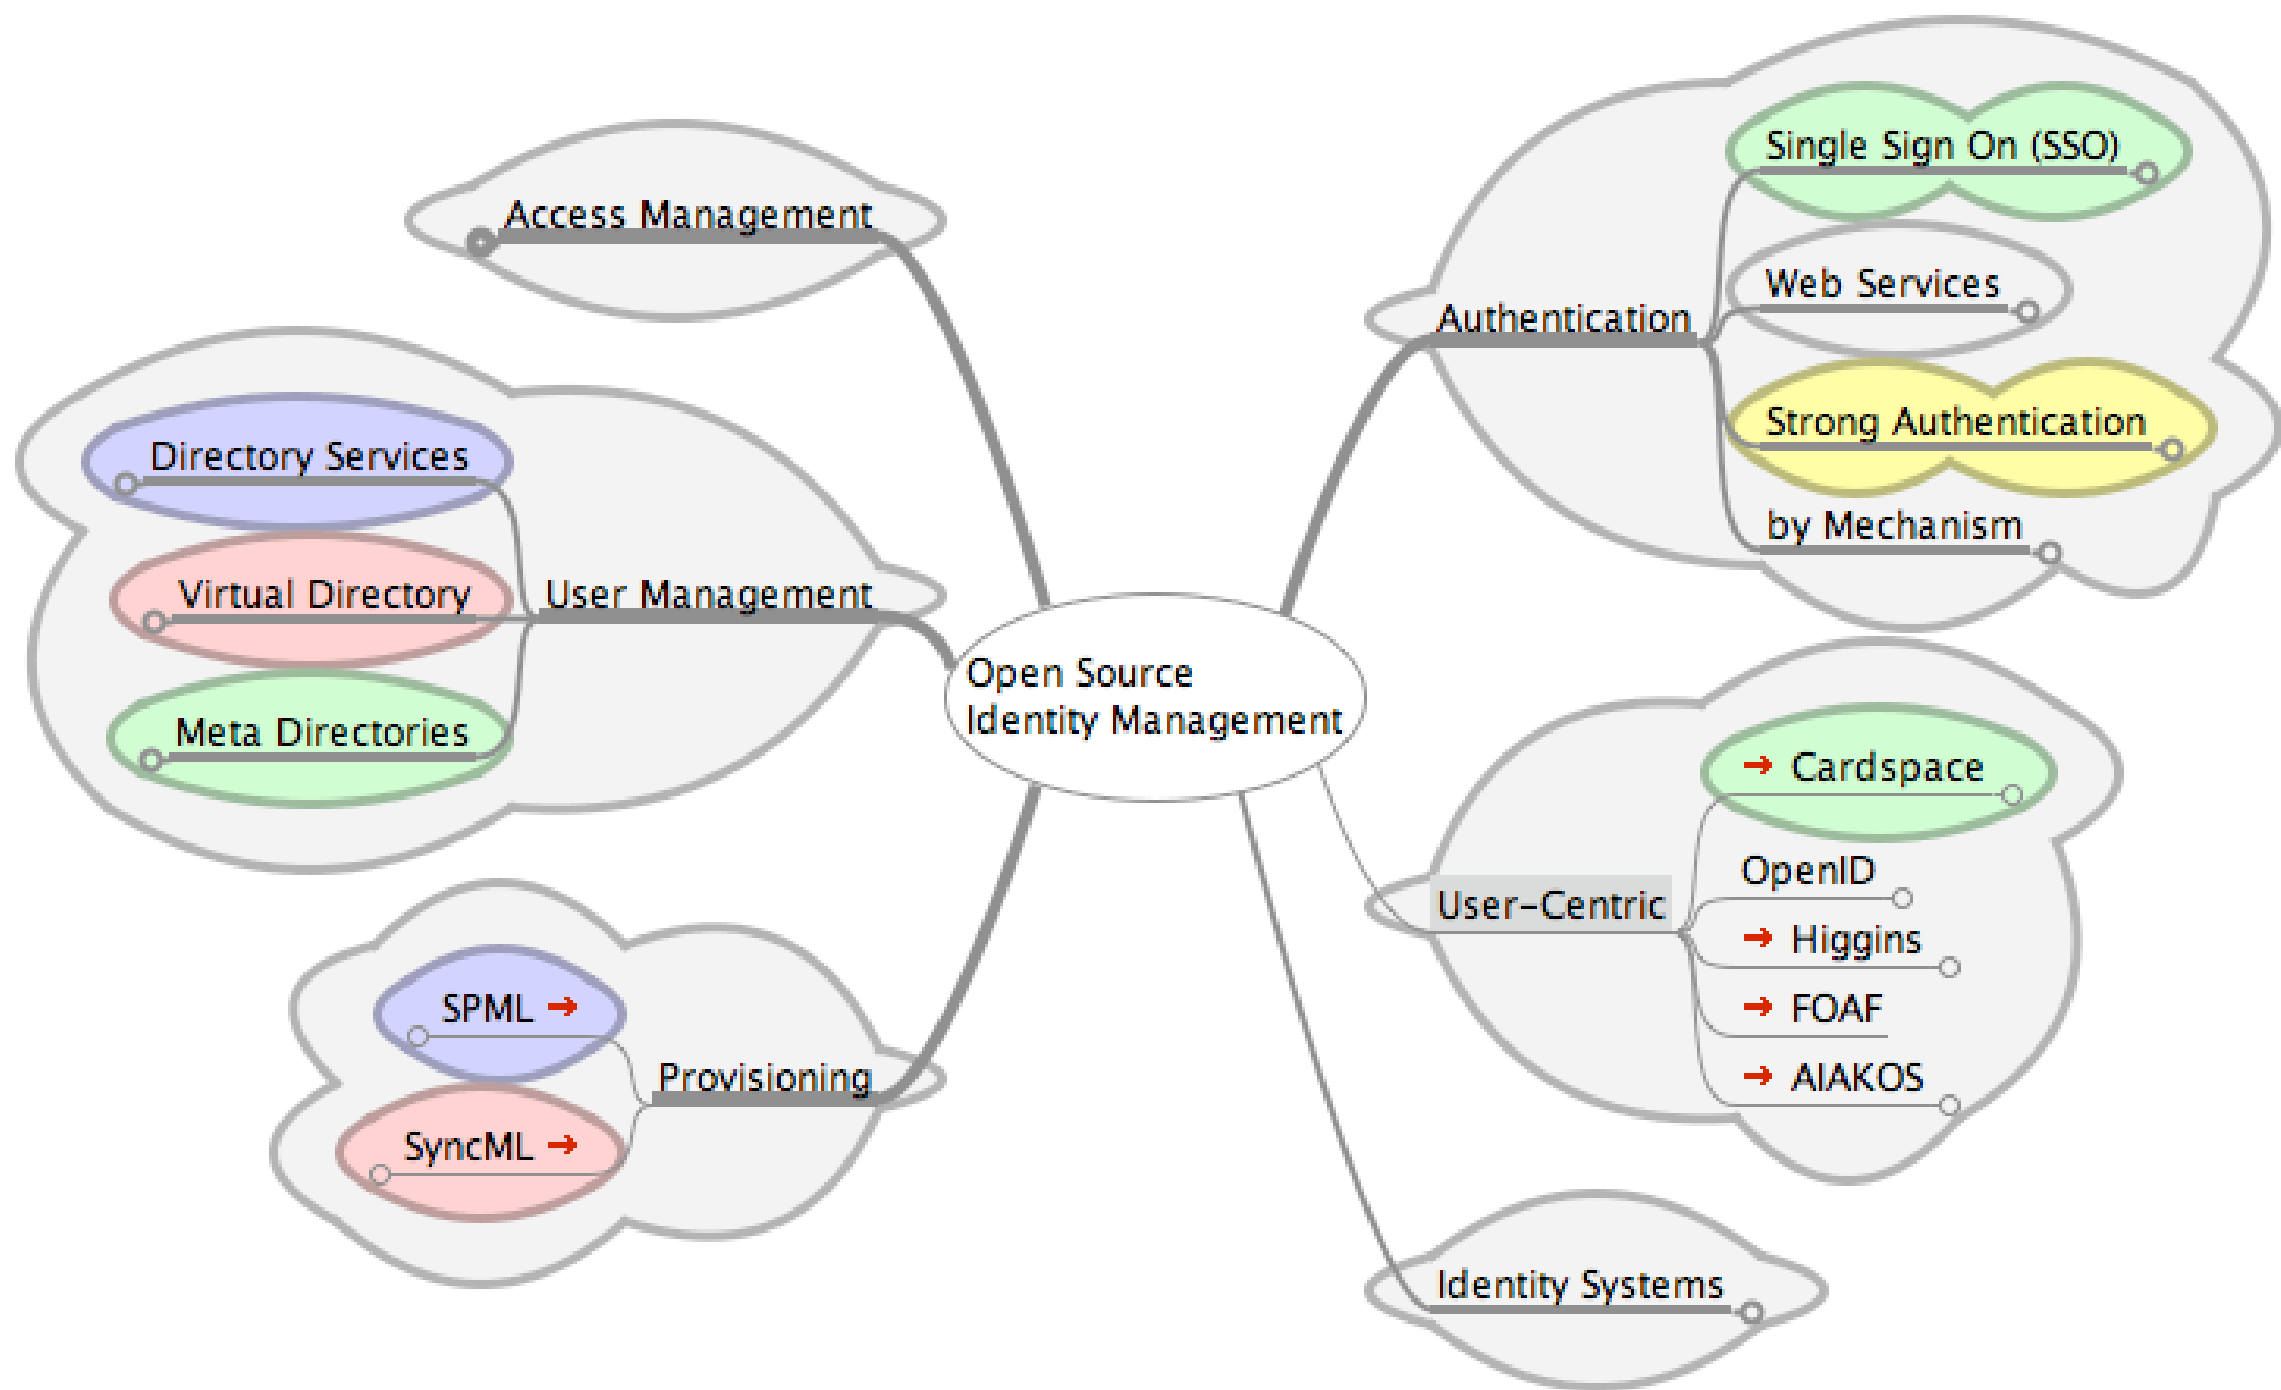 Open Source
Identity Management
Access Management
User Management
Directory Services
Virtual Directory
Meta Directories
Provisioning
SPML
SyncML
Authentication
Single Sign On (SSO)
Web Services
Strong Authentication
by Mechanism
User-Centric
Cardspace
OpenID
Higgins
FOAF
AIAKOS
Identity Systems